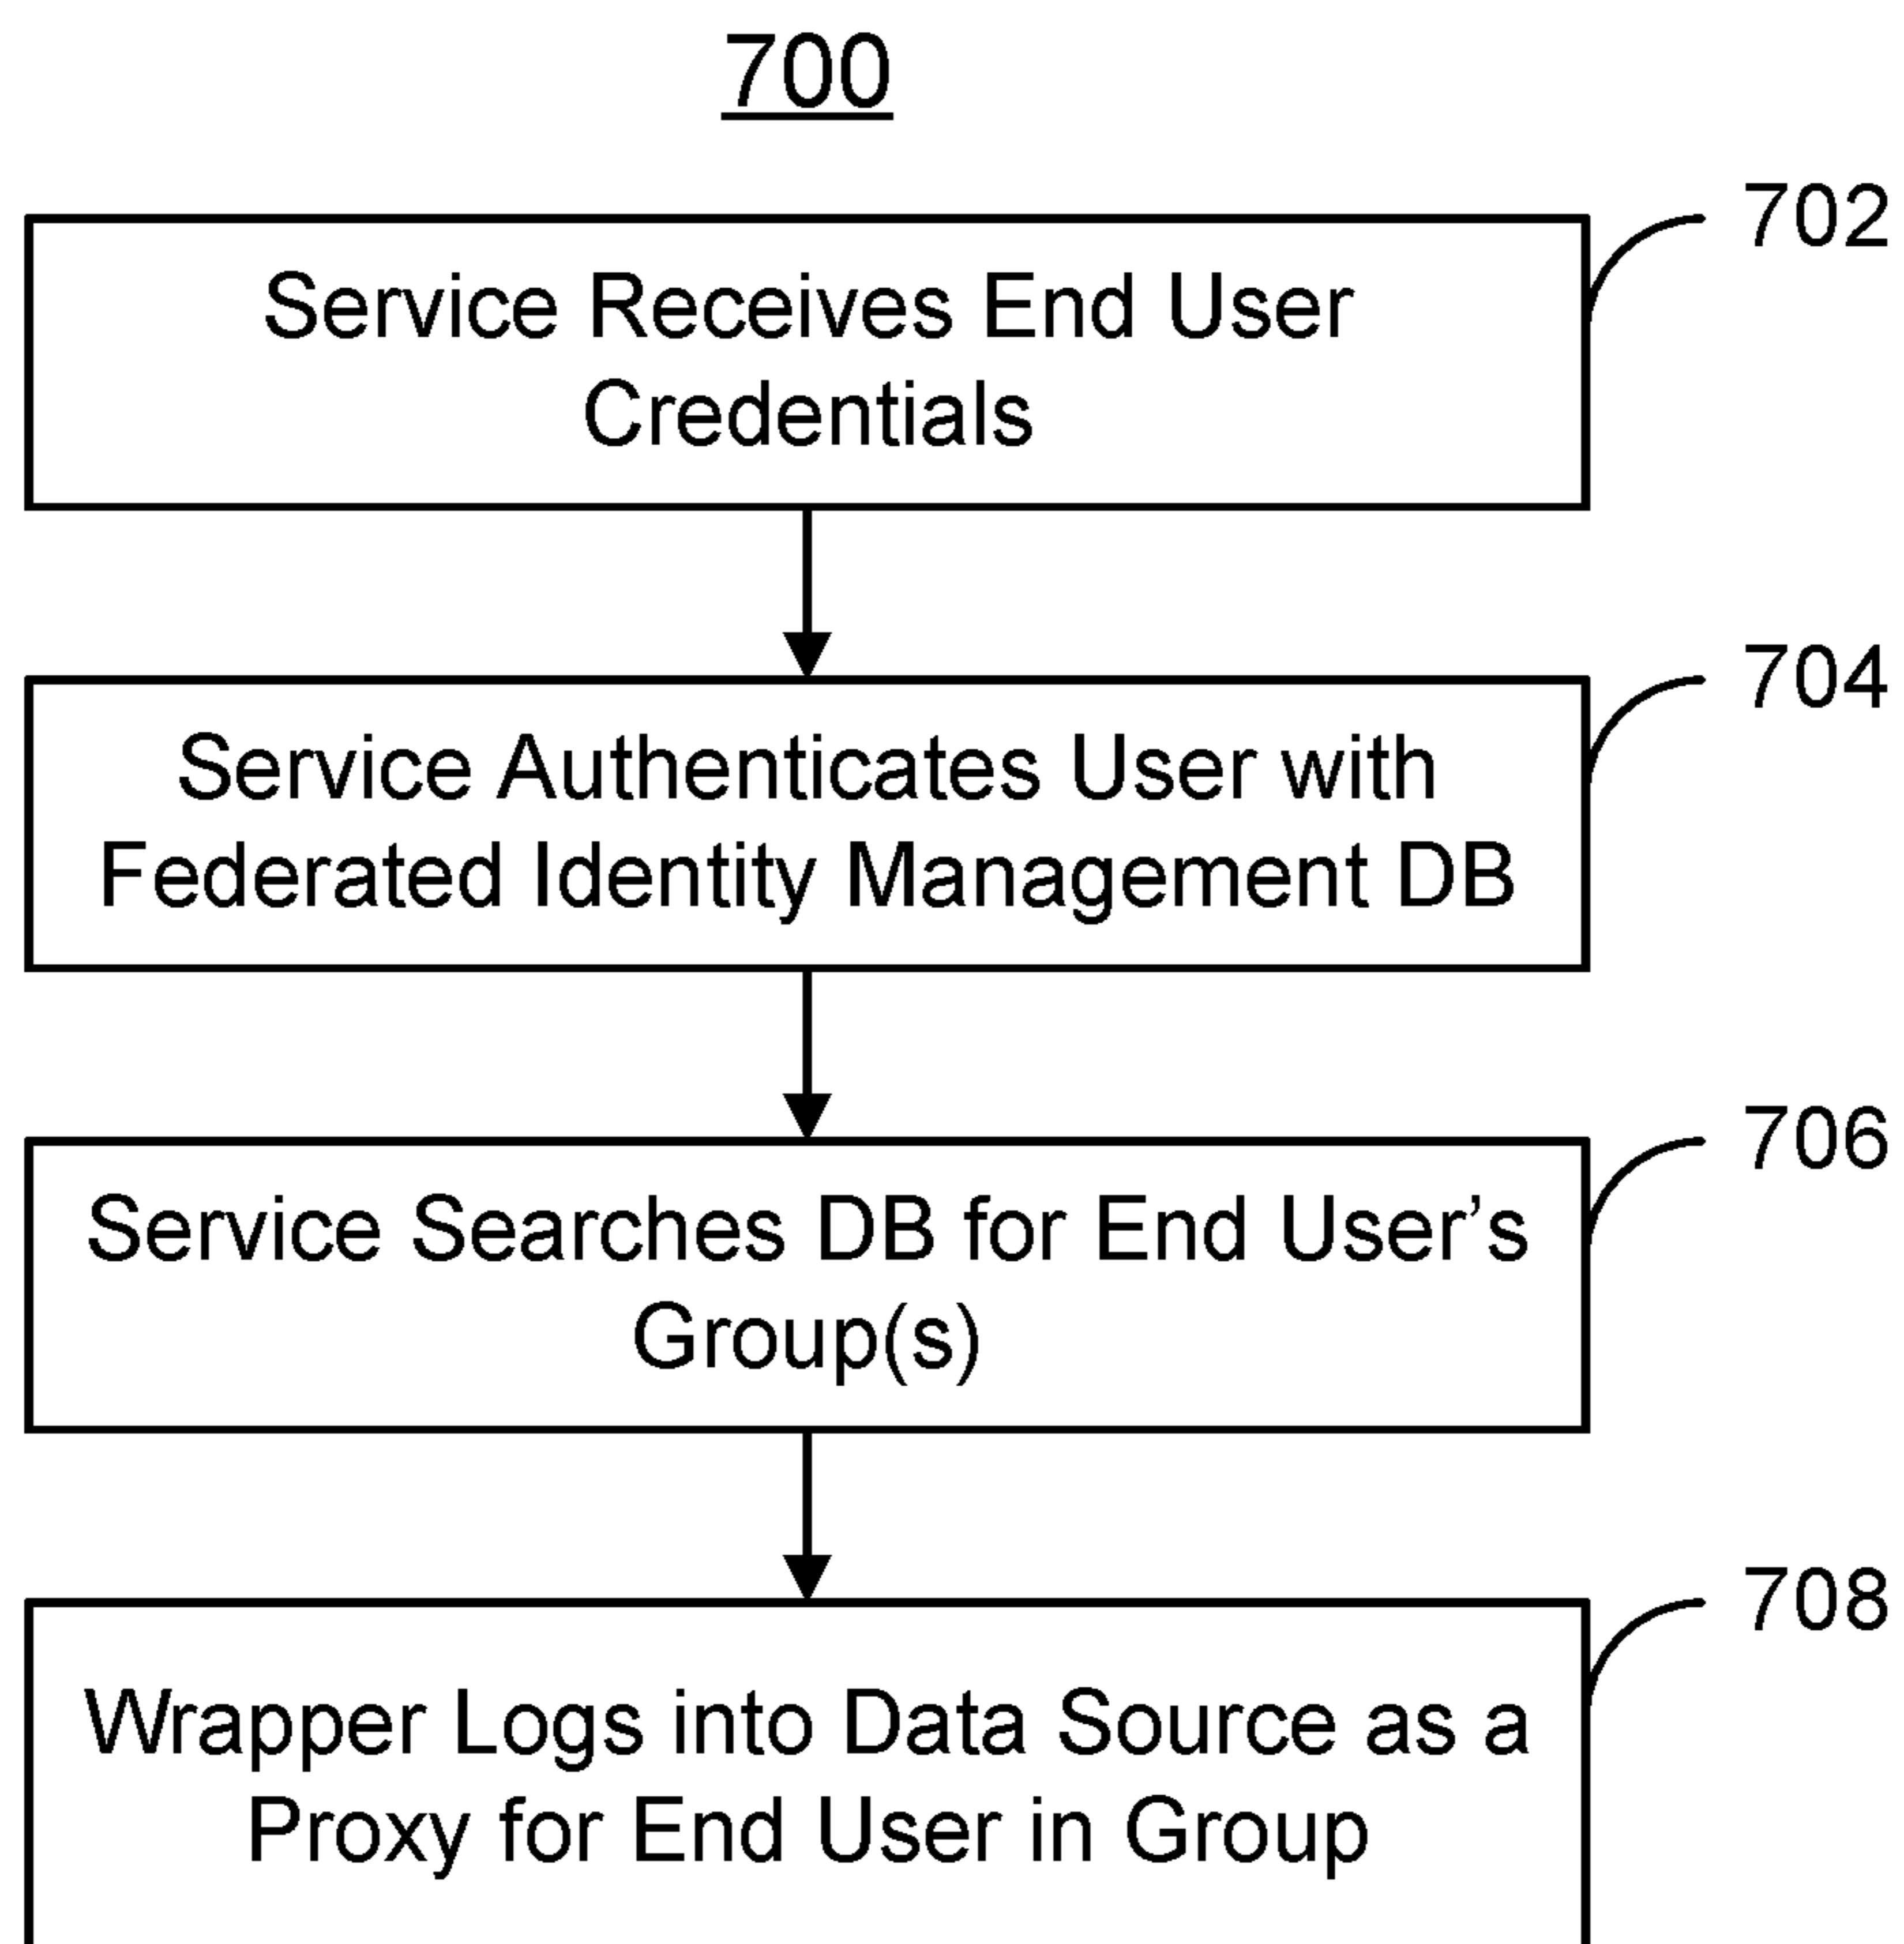 700
702
Service Receives End User
Credentials
704
Service Authenticates User with
Federated Identity Management DB
706
Service Searches DB for End User’s
Group(s)
708
Wrapper Logs into Data Source as a
Proxy for End User in Group